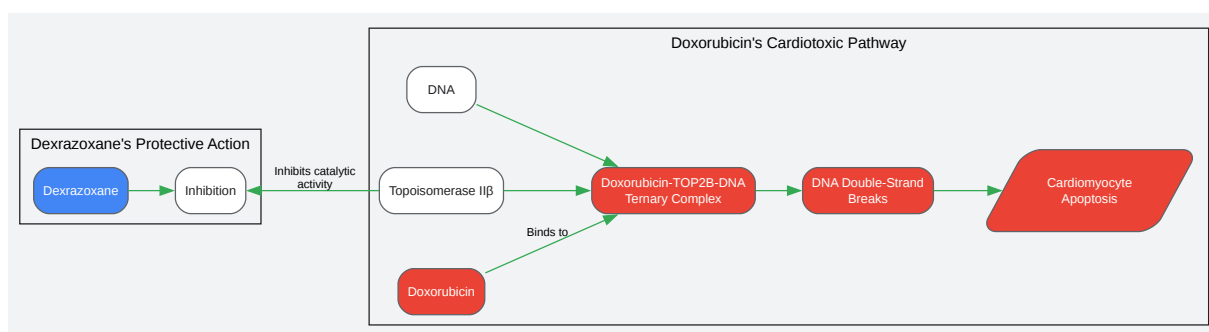 Doxorubicin's Cardiotoxic Pathway
DNA
Dexrazoane's Protective Action
Dexrazoxane
Inhibition
Inhibits catalytic
activity
Topoisomerase IIβ
Doxorubicin-TOP2B-DNA
Ternary Complex
DNA Double-Strand
Breaks
Cardiomyocyte
Apoptosis
Binds to
Doxorubicin